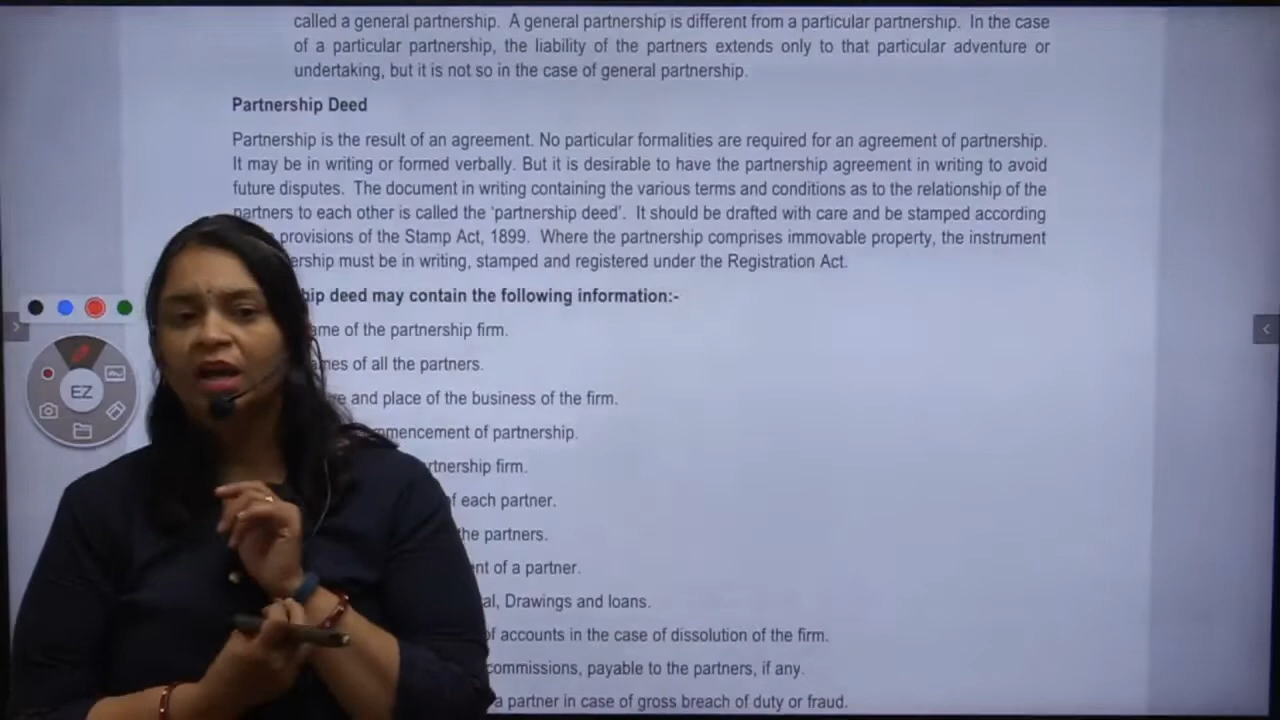 called a general partnership. A general partnership is different from a particular partnership. In the case
of a particular partnership, the liability of the partners extends only to that particular adventure or
undertaking, but it is not so in the case of general partnership.
Partnership Deed
Partnership is the result of an agreement. No particular formalities are required for an agreement of partnership.
It may be in writing or formed verbally. But it is desirable to have the partnership agreement in writing to avoid
future disputes. The document in writing containing the various terms and conditions as to the relationship of the
partners to each other is called the 'partnership deed'. It should be drafted with care and be stamped according
provisions of the Stamp Act, 1899. Where the partnership comprises immovable property, the instrument
ership must be in writing, stamped and registered under the Registration Act.
ip deed may contain the following information:-
ame of the partnership firm.
mes of all the partners.
e and place of the business of the firm.
EZ
mmencement of partnership.
rtnership firm.
of each partner.
the partners.
nt of a partner.
al, Drawings and loans.
of accounts in the case of dissolution of the firm.
commissions, payable to the partners, if any.
a partner in case of gross breach of duty or fraud.